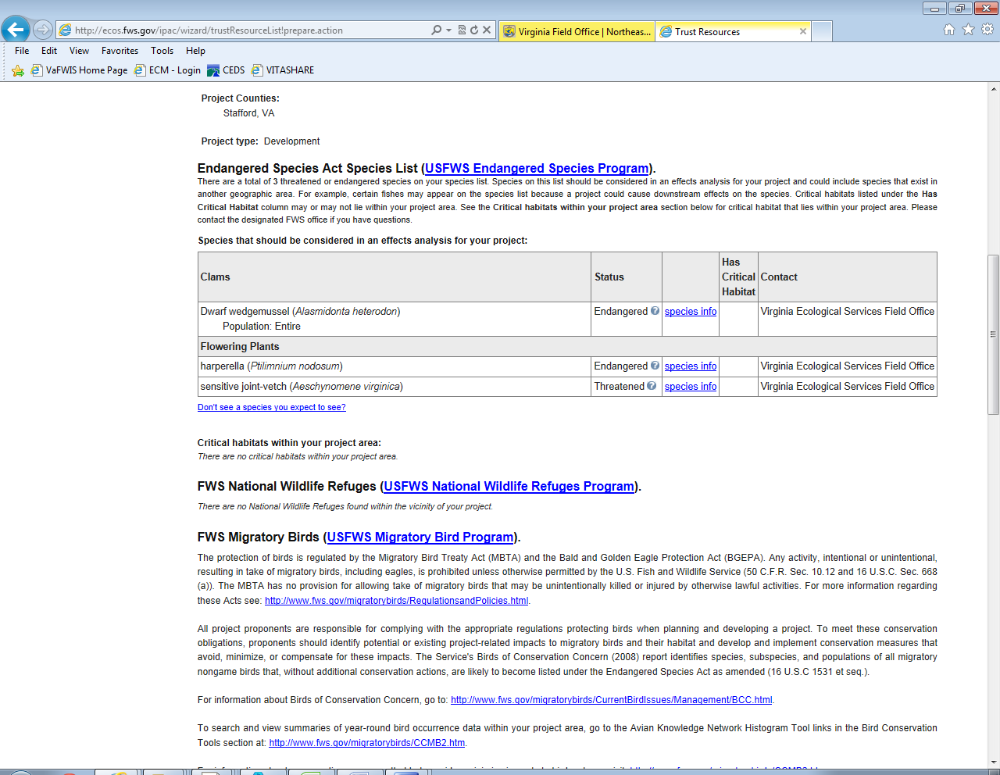 http://ecos.fws.gov/ipac/wizard/trustResourceList!prepare.action
Virginia Field Office | Northeas...
Trust Resources
File Edit View Favorites Tools Help
VaFWIS Home Page ECM - Login CEDS VITASHARE
Project Counties:
Stafford, VA
Project type: Development
Endangered Species Act Species List (USFWS Endangered Species Program).
There are a total of 3 threatened or endangered species on your species list. Species on this list should be considered in an effects analysis for your project and could include species that exist in
another geographic area. For example, certain fishes may appear on the species list because a project could cause downstream effects on the species. Critical habitats listed under the Has
Critical Habitat column may or may not lie within your project area. See the Critical habitats within your project area section below for critical habitat that lies within your project area. Please
contact the designated FWS office if you have questions.
Species that should be considered in an effects analysis for your project:
Clams Status Has Critical Habitat Contact
Dwarf wedgemussel (Alasmidonta heterodon) Endangered species info Virginia Ecological Services Field Office
Population: Entire
Flowering Plants
harperella (Ptilimnium nodosum) Endangered species info Virginia Ecological Services Field Office
sensitive joint-vetch (Aeschynomene virginica) Threatened species info Virginia Ecological Services Field Office
Don't see a species you expect to see?
Critical habitats within your project area:
There are no critical habitats within your project area.
FWS National Wildlife Refuges (USFWS National Wildlife Refuges Program).
There are no National Wildlife Refuges found within the vicinity of your project.
FWS Migratory Birds (USFWS Migratory Bird Program).
The protection of birds is regulated by the Migratory Bird Treaty Act (MBTA) and the Bald and Golden Eagle Protection Act (BGEPA). Any activity, intentional or unintentional,
resulting in take of migratory birds, including eagles, is prohibited unless otherwise permitted by the U.S. Fish and Wildlife Service (50 C.F.R. Sec. 10.12 and 16 U.S.C. Sec. 668
(a)). The MBTA has no provision for allowing take of migratory birds that may be unintentionally killed or injured by otherwise lawful activities. For more information regarding
these Acts see: http://www.fws.gov/migratorybirds/RegulationsandPolicies.html.
All project proponents are responsible for complying with the appropriate regulations protecting birds when planning and developing a project. To meet these conservation
obligations, proponents should identify potential or existing project-related impacts to migratory birds and their habitat and develop and implement conservation measures that
avoid, minimize, or compensate for these impacts. The Service's Birds of Conservation Concern (2008) report identifies species, subspecies, and populations of all migratory
nongame birds that, without additional conservation actions, are likely to become listed under the Endangered Species Act as amended (16 U.S.C 1531 et seq.).
For information about Birds of Conservation Concern, go to: http://www.fws.gov/migratorybirds/CurrentBirdIssues/Management/BCC.html.
To search and view summaries of year-round bird occurrence data within your project area, go to the Avian Knowledge Network Histogram Tool links in the Bird Conservation
Tools section at: http://www.fws.gov/migratorybirds/CCMB2.htm.